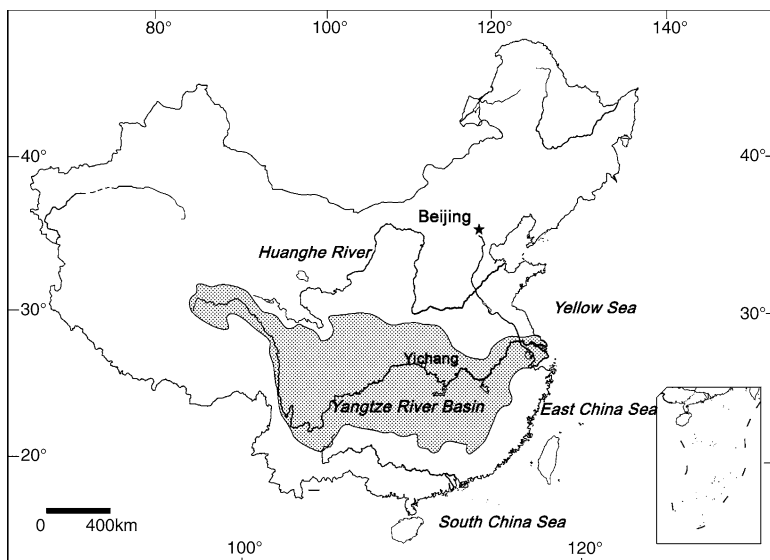 80° 100° 120° 140°
40° 40°
Beijing
Huanghe River
30° Yellow Sea 30°
Yichang
Yangtze River Basin East China Sea
20°
0 400km
South China Sea
100° 120°